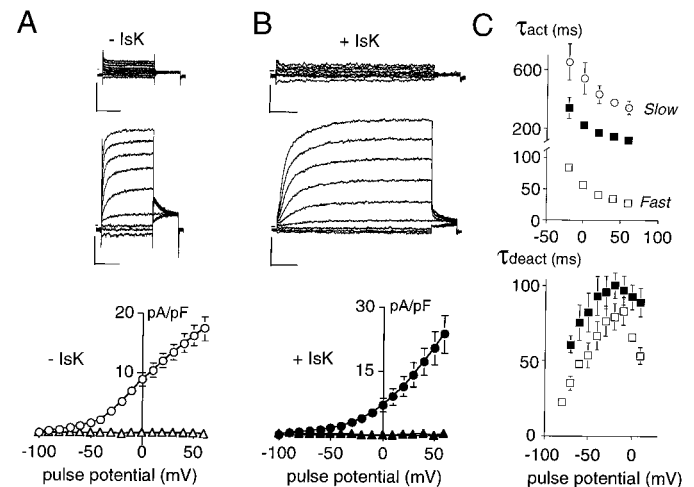 A
- IsK
B
+ IsK
C
τact (ms)
600
200
100
50
0
Slow
Fast
-50 0 50 100
τdeact (ms)
100
50
0
-50 0
pulse potential (mV)
20
pA/pF
10
- IsK
-100 -50 0 50
pulse potential (mV)
30
pA/pF
15
+ IsK
-100 -50 0 50
pulse potential (mV)